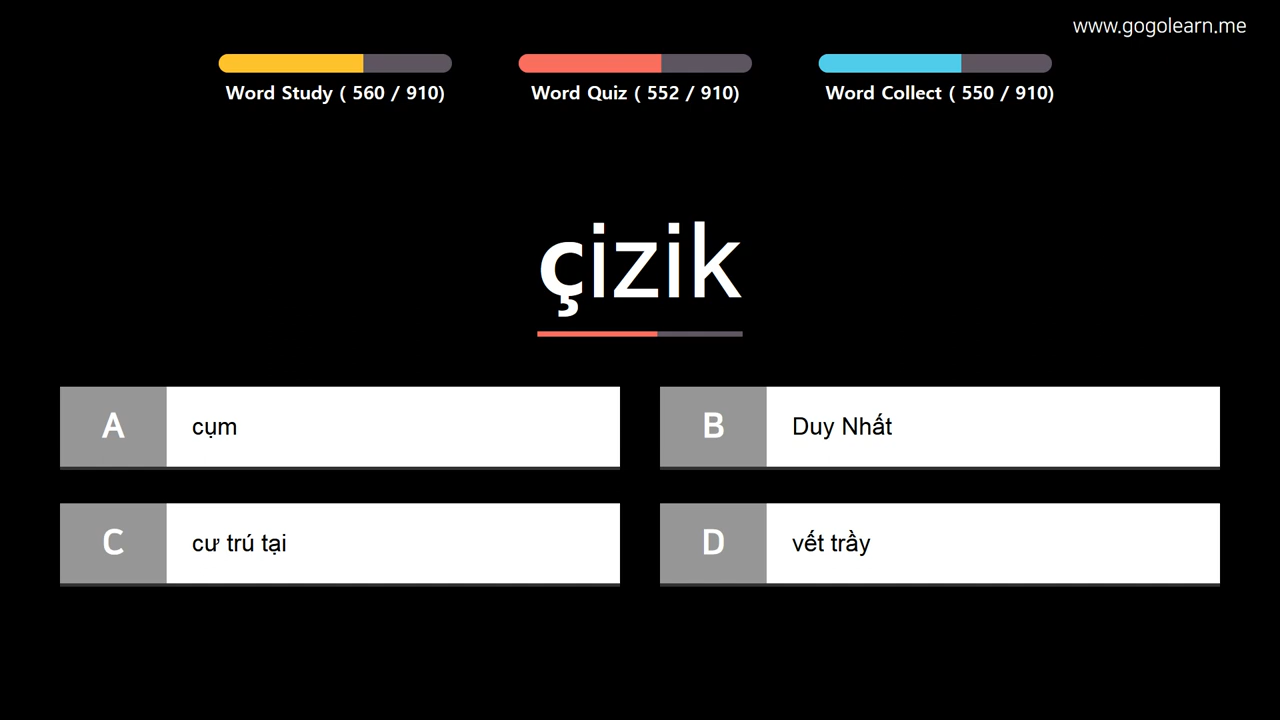 www.gogolearn.me
Word Study ( 560 / 910)
Word Quiz ( 552 / 910)
Word Collect ( 550 / 910)
çizik
A cụm
B Duy Nhất
C cư trú tại
D vết trầy